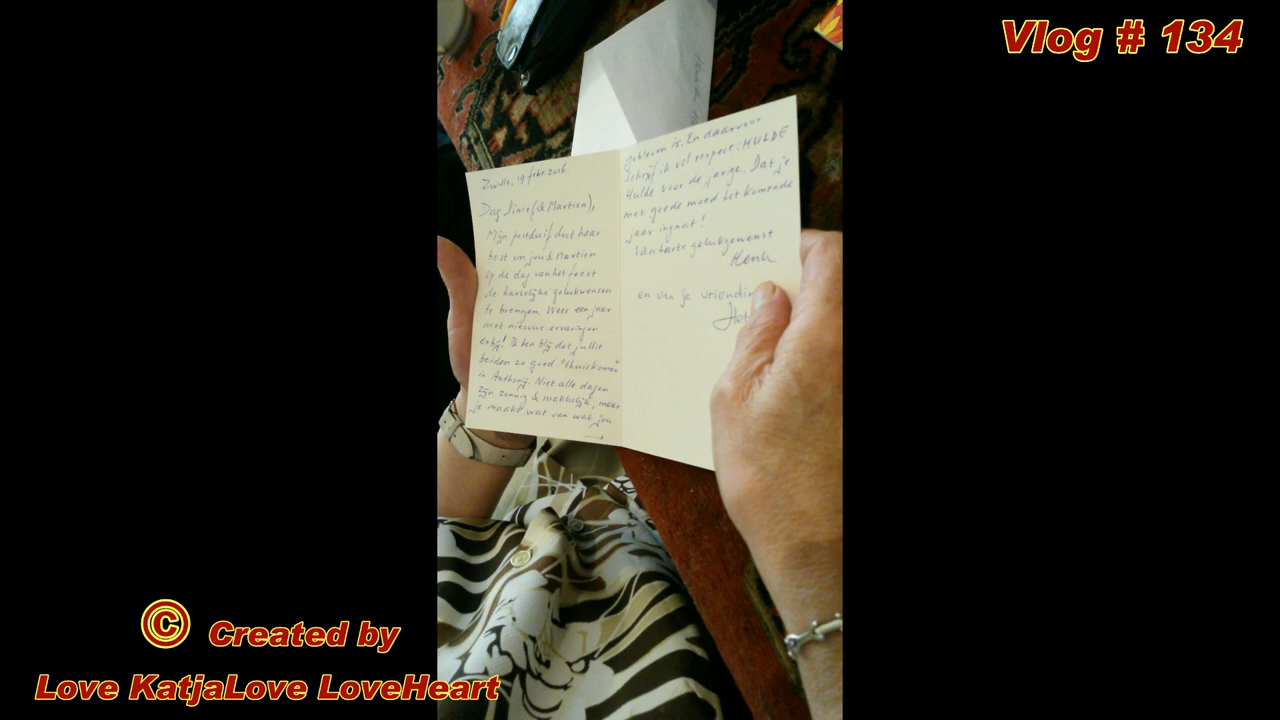 Vlog # 134
Zwolle, 19 febr 2016
Dag Sinie (& Martien),
Mijn postduif doet haar
best om jou & Martien
op de dag van het feest
de hartelijke gelukwensen
te brengen. Weer een jaar
met nieuwe ervaringen
erbij! Ik ben blij dat jullie
beiden zo goed "thuiskomen"
in Anthonij. Niet alle dagen
zijn zonnig & makkelijk, maar
je maakt wat van wat jou
→
gebleven is. En daarvoor
schrijf ik vol respect: HULDE
Hulde voor de jarige. Dat je
met goede moed het komende
jaar ingaat!
Van harte gelukgewenst
Henk
en van je vriendin
© Created by
Love KatjaLove LoveHeart